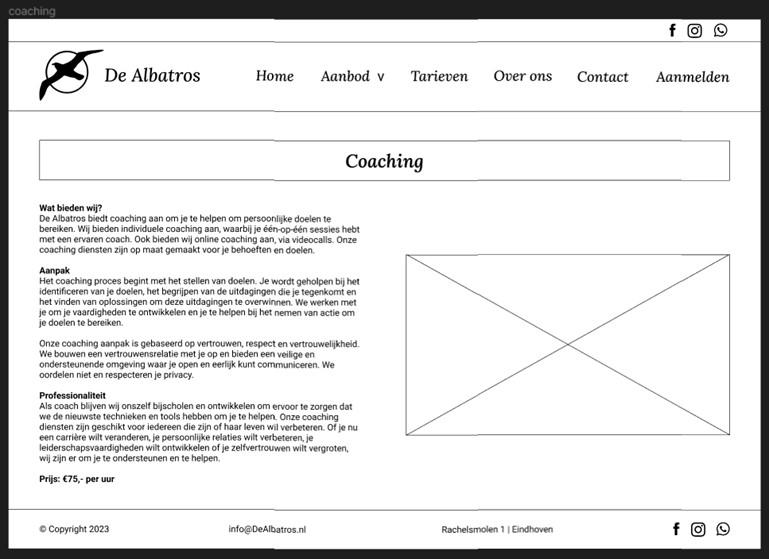 coaching
De Albatros Home Aanbod v Tarieven Over ons Contact Aanmelden
Coaching
Wat bieden wij?
De Albatros biedt coaching aan om je te helpen om persoonlijke doelen te
bereiken. Wij bieden individuele coaching aan, waarbij je één-op-één sessies hebt
met een ervaren coach. Ook bieden wij online coaching aan, via videocalls. Onze
coaching diensten zijn op maat gemaakt voor je behoeften en doelen.
Aanpak
Het coaching proces begint met het stellen van doelen. Je wordt geholpen bij het
identificeren van je doelen, het begrijpen van de uitdagingen die je tegenkomt en
het vinden van oplossingen om deze uitdagingen te overwinnen. We werken met
je om je vaardigheden te ontwikkelen en je te helpen bij het nemen van actie om
je doelen te bereiken.
Onze coaching aanpak is gebaseerd op vertrouwen, respect en vertrouwelijkheid.
We bouwen een vertrouwensrelatie met je op en bieden een veilige en
ondersteunende omgeving waar je open en eerlijk kunt communiceren. We
oordelen niet en respecteren je privacy.
Professionaliteit
Als coach blijven wij onszelf bijscholen en ontwikkelen om ervoor te zorgen dat
we de nieuwste technieken en tools hebben om je te helpen. Onze coaching
diensten zijn geschikt voor iedereen die zijn of haar leven wil verbeteren. Of je nu
een carrière wilt veranderen, je persoonlijke relaties wilt verbeteren, je
leiderschapsvaardigheden wilt ontwikkelen of je zelfvertrouwen wilt vergroten,
wij zijn er om je te ondersteunen en te helpen.
Prijs: €75,- per uur
© Copyright 2023 info@DeAlbatros.nl Rachelsmolen 1 | Eindhoven